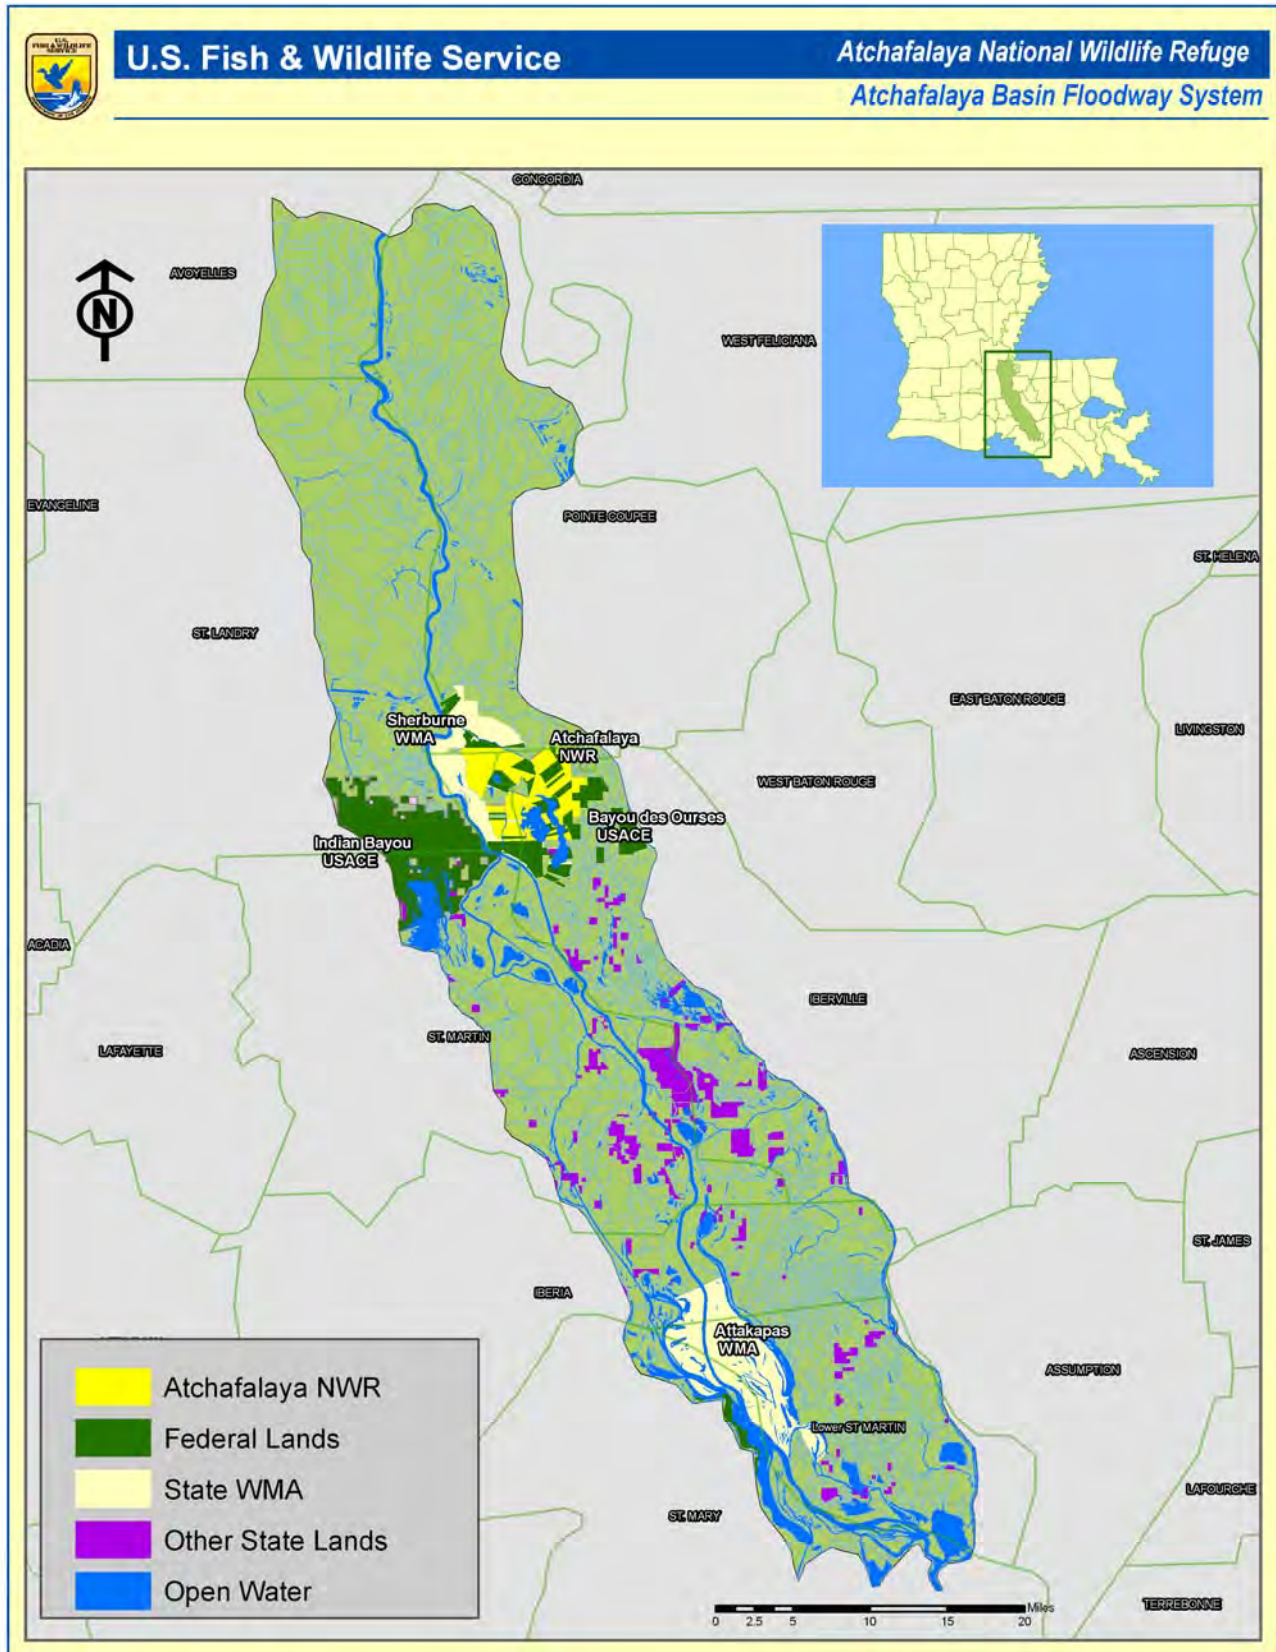 U.S.
FISH & WILDLIFE
SERVICE
U.S. Fish & Wildlife Service
Atchafalaya National Wildlife Refuge
Atchafalaya Basin Floodway System
CONCORDIA
AVOYELLES
N
WEST FELICIANA
EVANGELINE
POINTE COUPEE
ST. HELENA
ST. LANDRY
EAST BATON ROUGE
Sherburne
WMA
LIVINGSTON
Atchafalaya
NWR
WEST BATON ROUGE
Bayou des Ourses
USACE
Indian Bayou
USACE
ACADIA
IBERVILLE
ST. MARTIN
LAFAYETTE
ASCENSION
ST. JAMES
IBERIA
Attakapas
WMA
ASSUMPTION
Lower ST MARTIN
LAFOURCHE
ST. MARY
TERREBONNE
Atchafalaya NWR
Federal Lands
State WMA
Other State Lands
Open Water
Miles
0 2.5 5 10 15 20